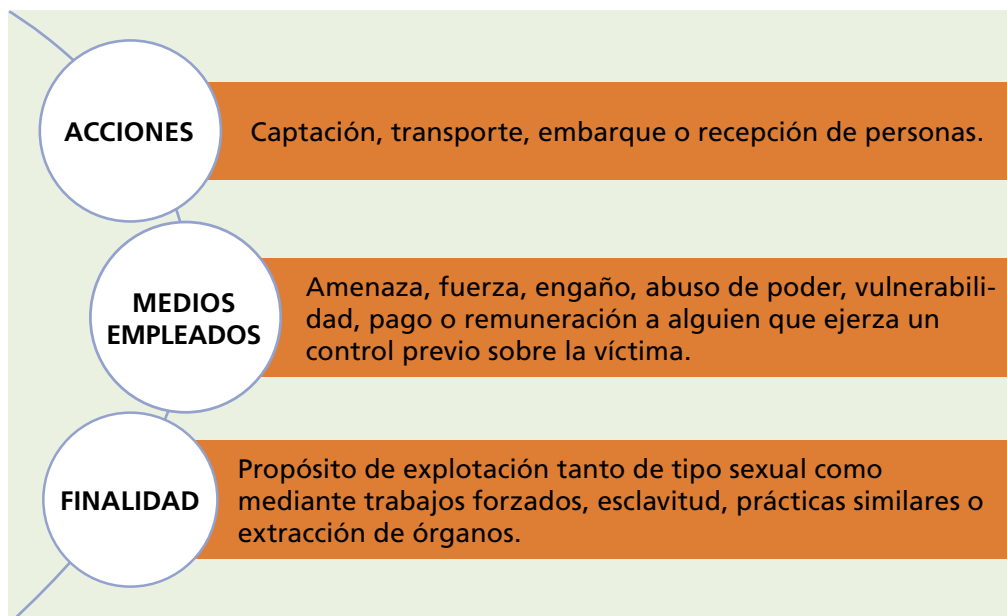 ACCIONES
Captación, transporte, embarque o recepción de personas.
MEDIOS
EMPLEADOS
Amenaza, fuerza, engaño, abuso de poder, vulnerabili-
dad, pago o remuneración a alguien que ejerza un
control previo sobre la víctima.
FINALIDAD
Propósito de explotación tanto de tipo sexual como
mediante trabajos forzados, esclavitud, prácticas similares o
extracción de órganos.